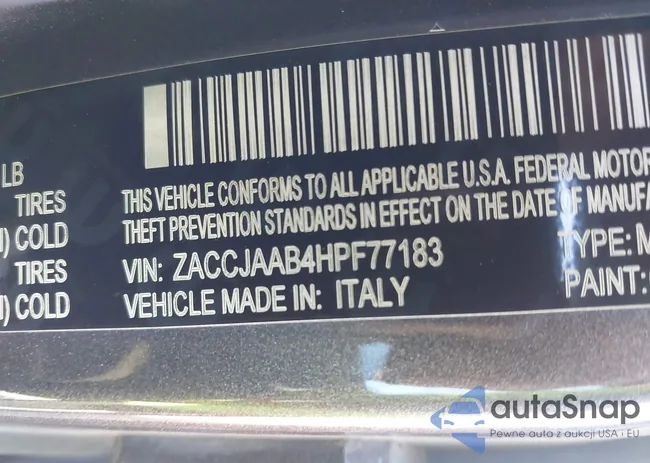 LB
TIRES
COLD
TIRES
COLD
THIS VEHICLE CONFORMS TO ALL APPLICABLE U.S.A. FEDERAL MOTOR
THEFT PREVENTION STANDARDS IN EFFECT ON THE DATE OF MANUFA
VIN: ZACCJAAB4HPF77183
TYPE: M
VEHICLE MADE IN: ITALY
PAINT:
autaSnap
Pewne auta z aukcji USA i EU